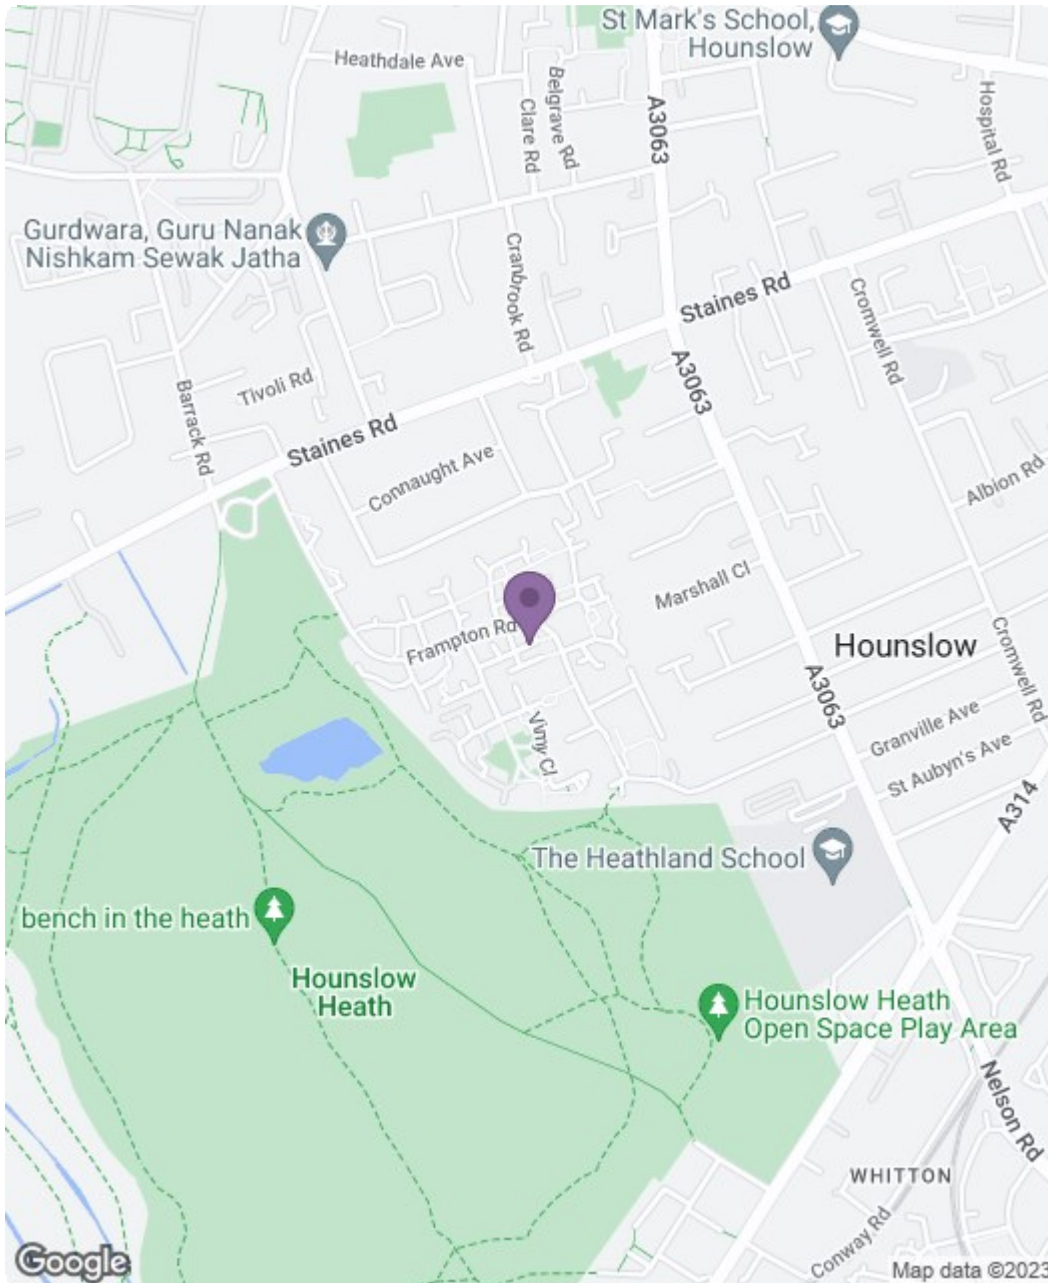 St Mark's School,
Hounslow
Heathdale Ave
Belgrave Rd
Clare Rd
A3063
Hospital Rd
Gurdwara, Guru Nanak
Nishkam Sewak Jatha
Cranbrook Rd
Staines Rd
Cromwell Rd
Tivoli Rd
Barrack Rd
A3063
Staines Rd
Connaught Ave
Albion Rd
Marshall Cl
Frampton Rd
Hounslow
Cromwell Rd
A3063
Vimy Cl
Granville Ave
St Aubyn's Ave
A314
The Heathland School
bench in the heath
Hounslow
Heath
Hounslow Heath
Open Space Play Area
Nelson Rd
WHITTON
Conway Rd
Google
Map data ©2023